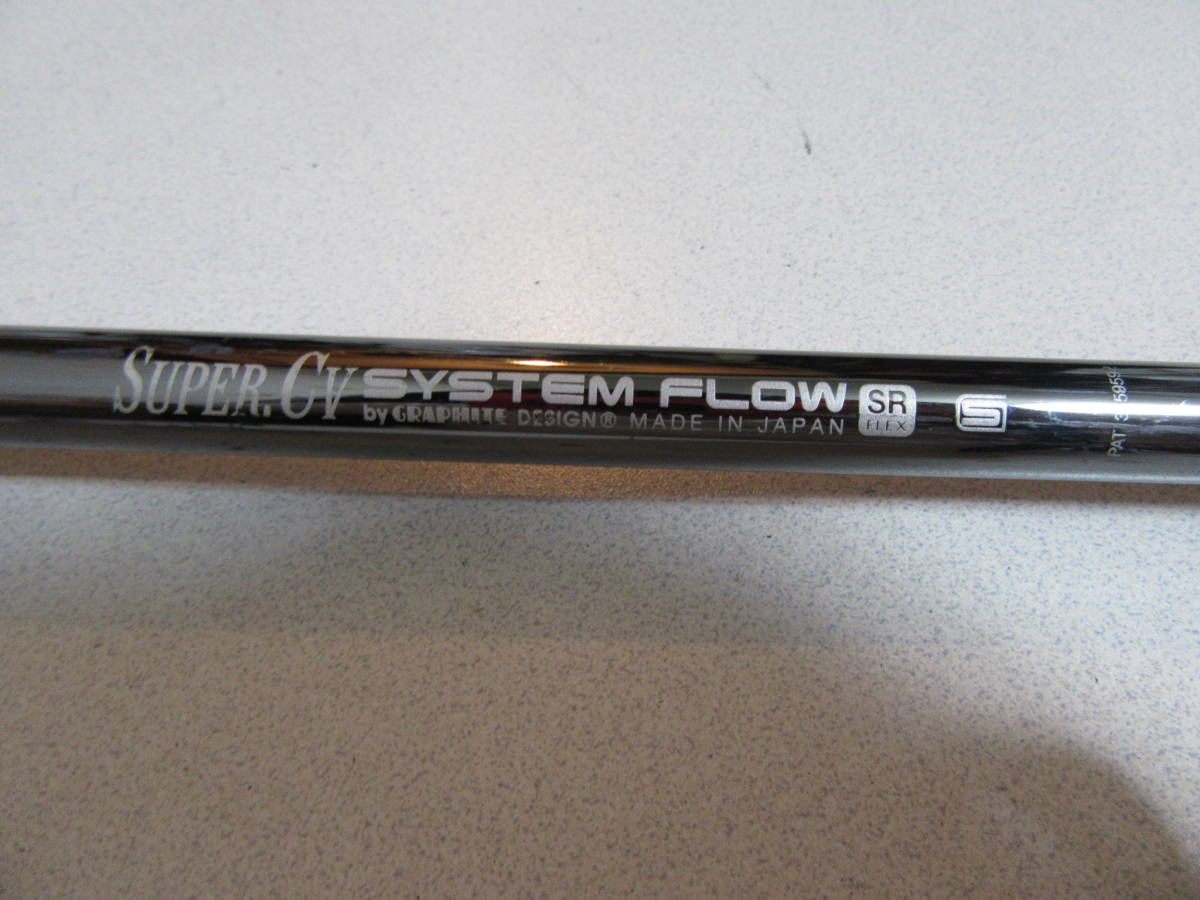 SUPER.CV SYSTEM FLOW
by GRAPHITE DESIGN® MADE IN JAPAN
SR
FLEX
S
PAT